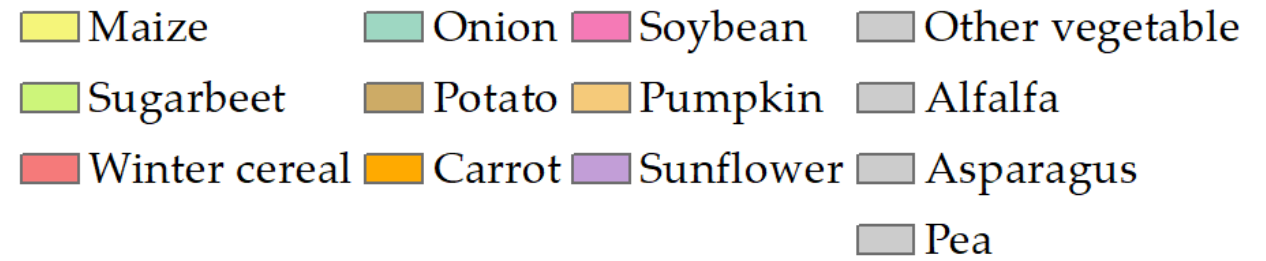 Maize Onion Soybean Other vegetable
Sugarbeet Potato Pumpkin Alfalfa
Winter cereal Carrot Sunflower Asparagus
Pea